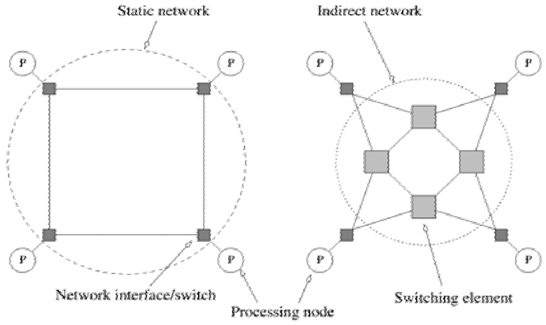 Static network
Indirect network
P
P
P
P
P
P
P
P
Network interface/switch
Processing node
Switching element